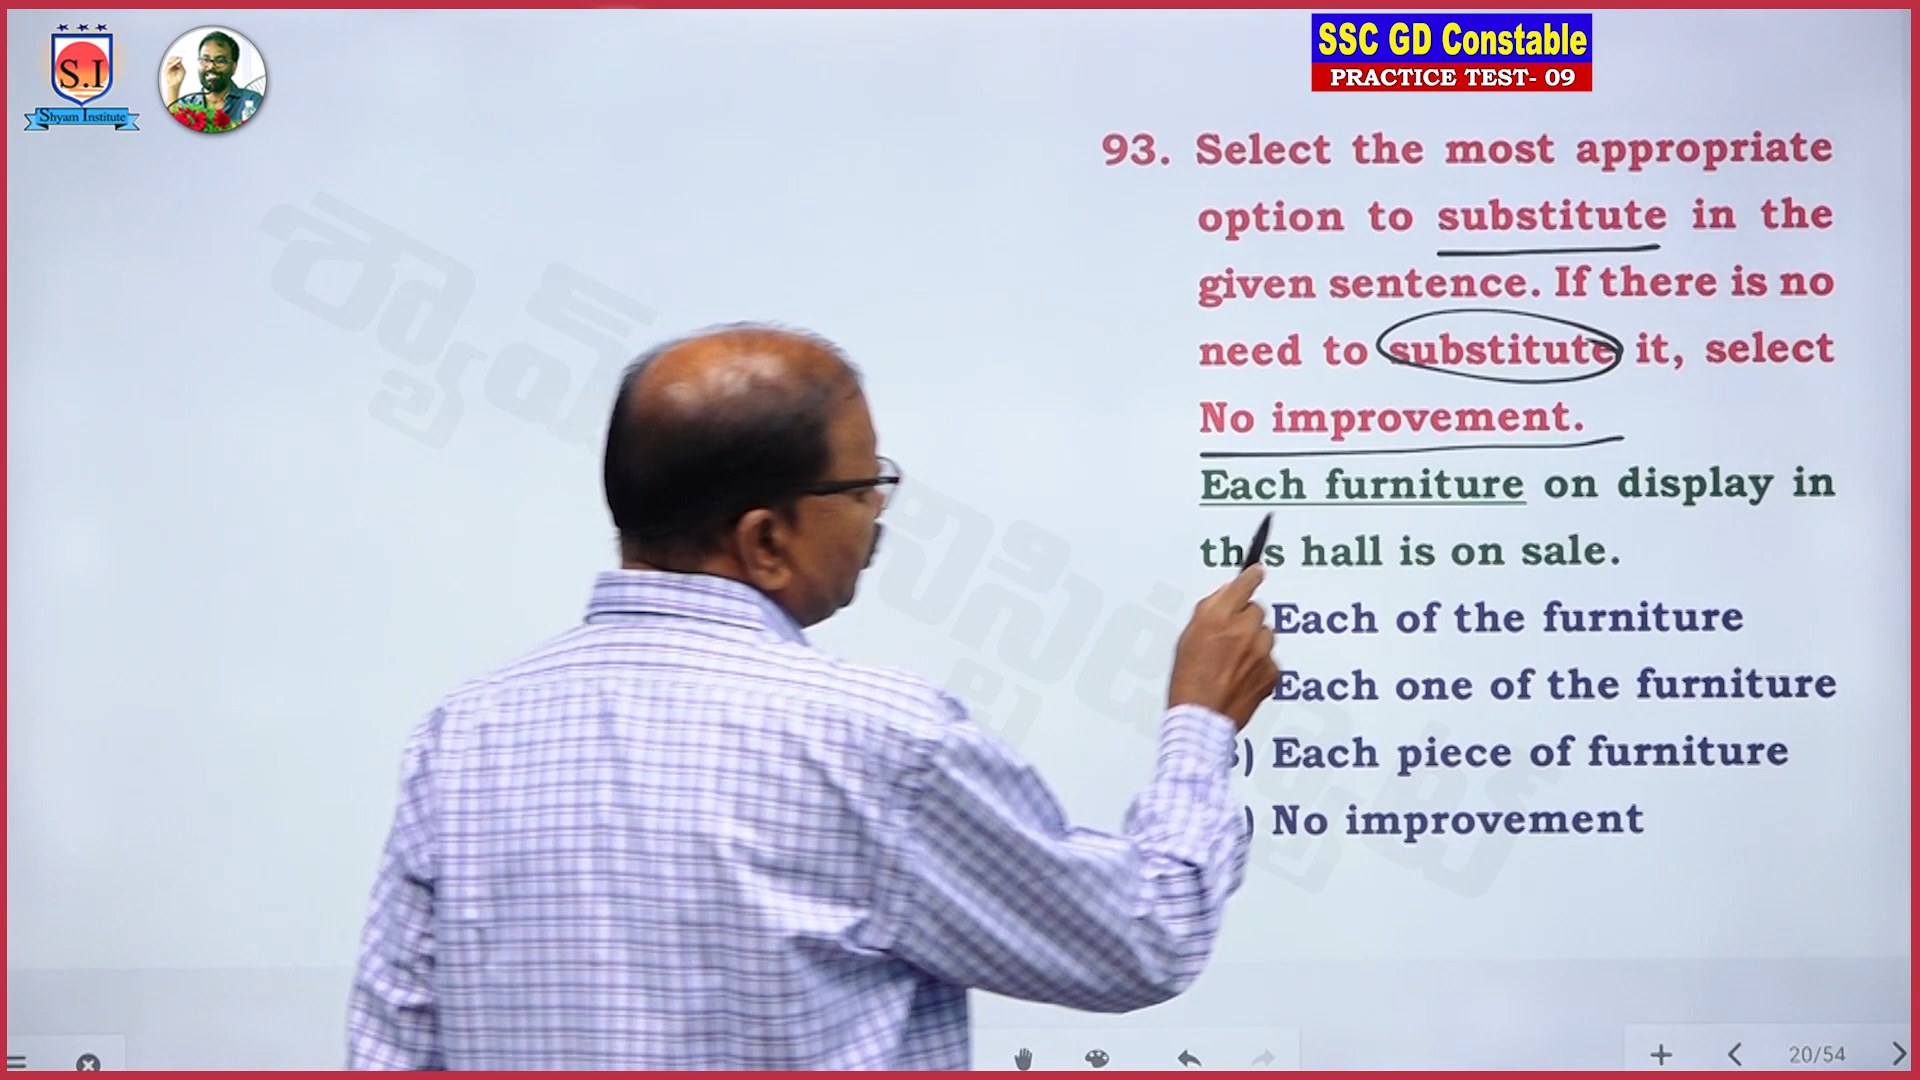 S.I
Shyam Institute
SSC GD Constable
PRACTICE TEST- 09
93. Select the most appropriate
option to substitute in the
given sentence. If there is no
need to substitute it, select
No improvement.
Each furniture on display in
this hall is on sale.
Each of the furniture
Each one of the furniture
3) Each piece of furniture
) No improvement
20/54